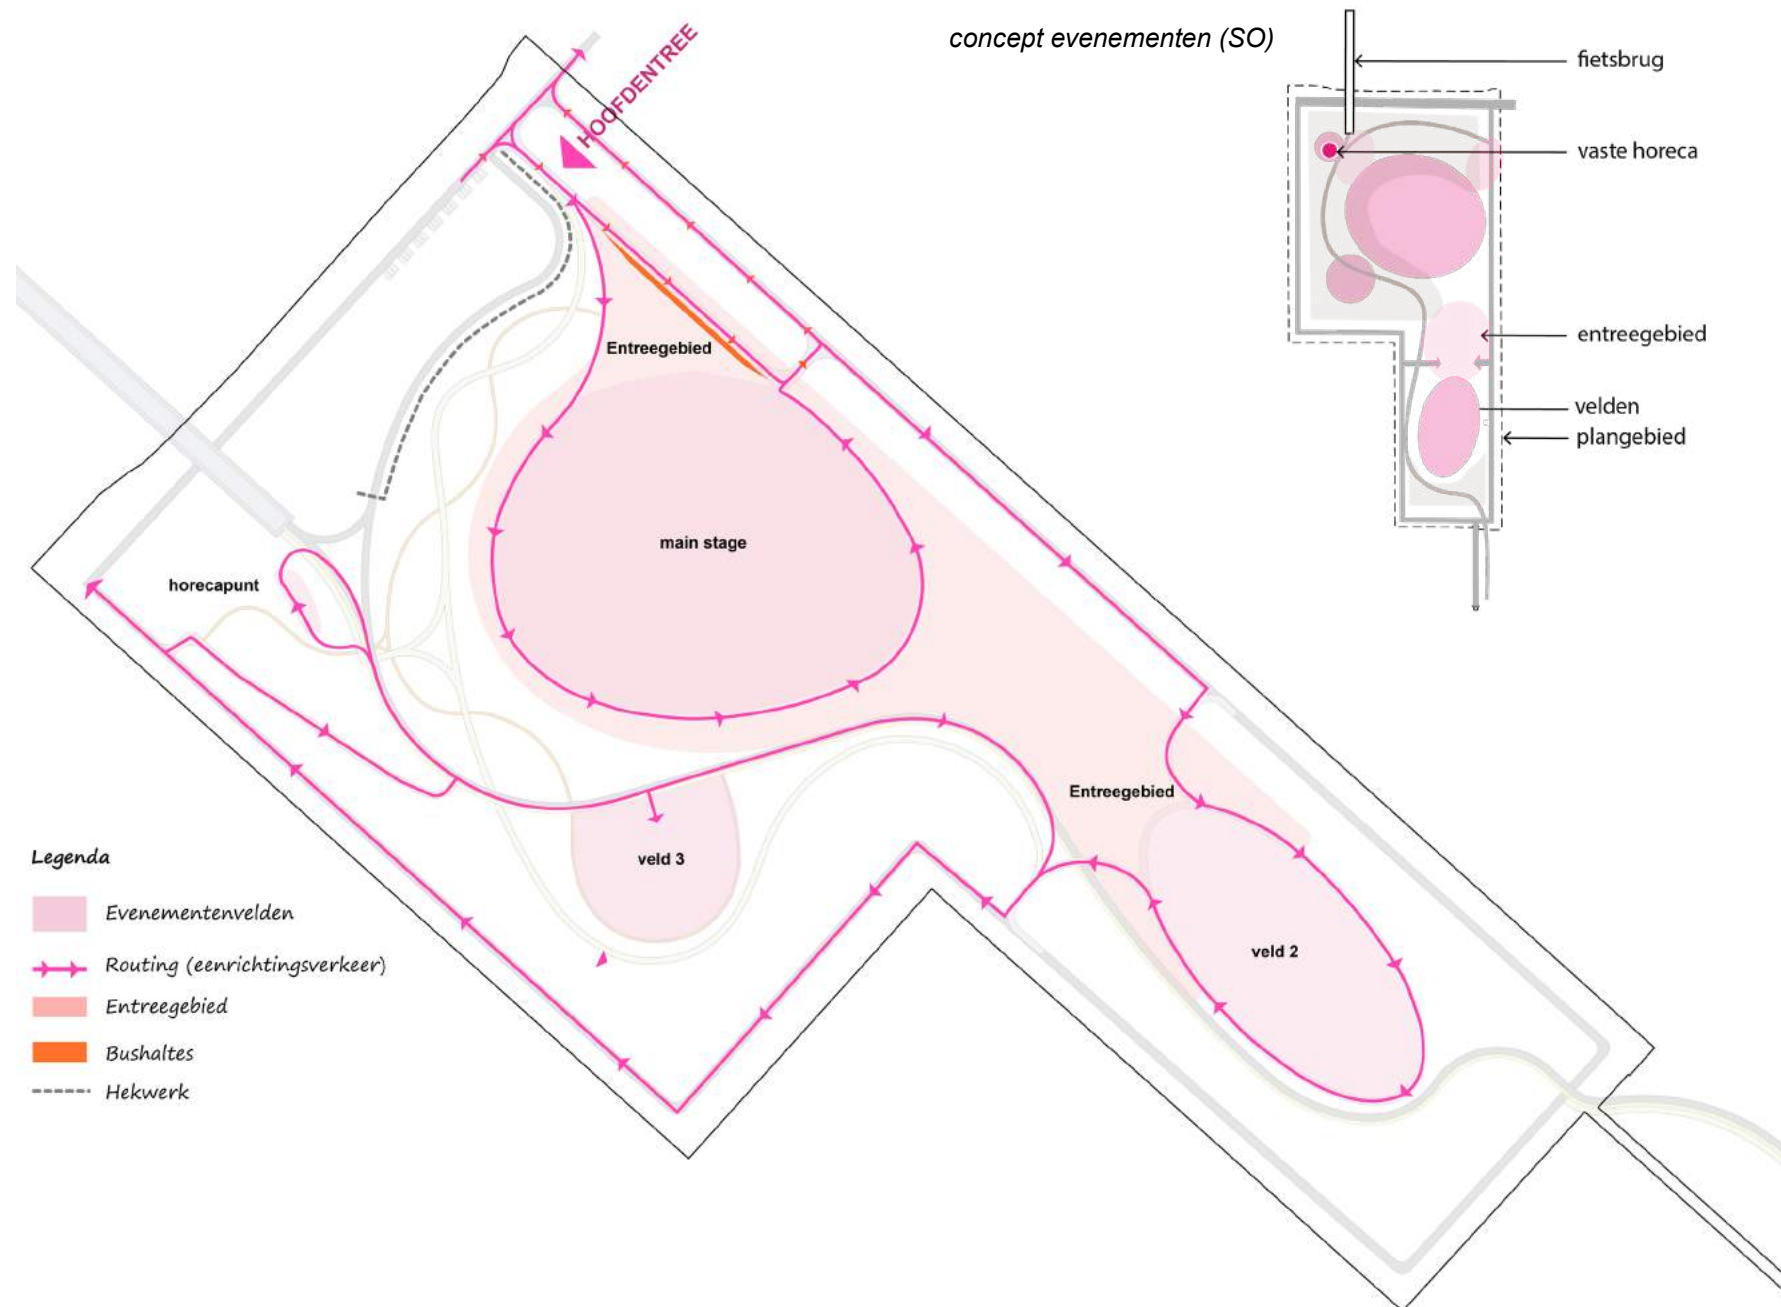 concept evenementen (SO)
HOOFDENTREE
fietsbrug
vaste horeca
entreegebied
velden
plangebied
Entreegebied
main stage
horecapunt
Entreegebied
veld 3
veld 2
Legenda
Evenementenvelden
Routing (eenrichtingsverkeer)
Entreegebied
Bushaltes
Hekwerk